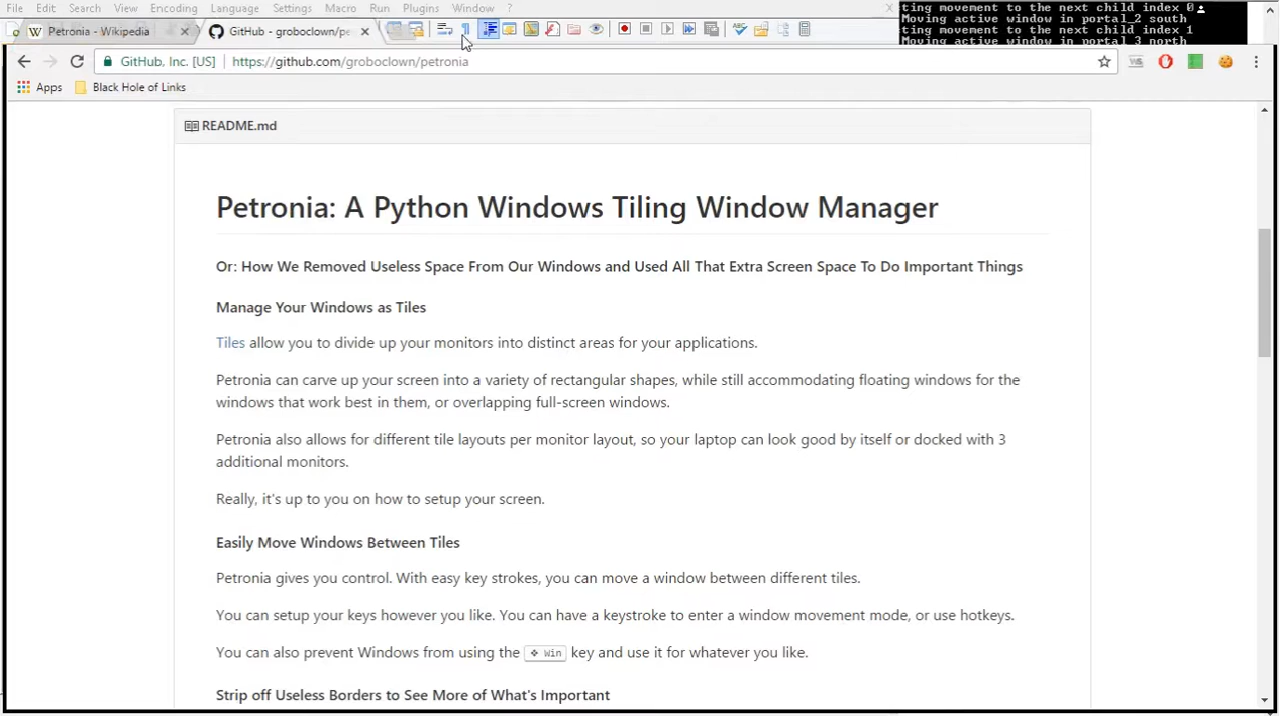 File Edit Search View Encoding Language Settings Macro Run Plugins Window ? X
ting movement to the next child index 0
Moving active window in portal_2 south
ting movement to the next child index 1
Moving active window in portal_3 north
W Petronia - Wikipedia
GitHub - groboclown/pe
GitHub, Inc. [US] https://github.com/groboclown/petronia
Apps Black Hole of Links
README.md
Petronia: A Python Windows Tiling Window Manager
Or: How We Removed Useless Space From Our Windows and Used All That Extra Screen Space To Do Important Things
Manage Your Windows as Tiles
Tiles allow you to divide up your monitors into distinct areas for your applications.
Petronia can carve up your screen into a variety of rectangular shapes, while still accommodating floating windows for the
windows that work best in them, or overlapping full-screen windows.
Petronia also allows for different tile layouts per monitor layout, so your laptop can look good by itself or docked with 3
additional monitors.
Really, it's up to you on how to setup your screen.
Easily Move Windows Between Tiles
Petronia gives you control. With easy key strokes, you can move a window between different tiles.
You can setup your keys however you like. You can have a keystroke to enter a window movement mode, or use hotkeys.
You can also prevent Windows from using the ❖ Win key and use it for whatever you like.
Strip off Useless Borders to See More of What's Important